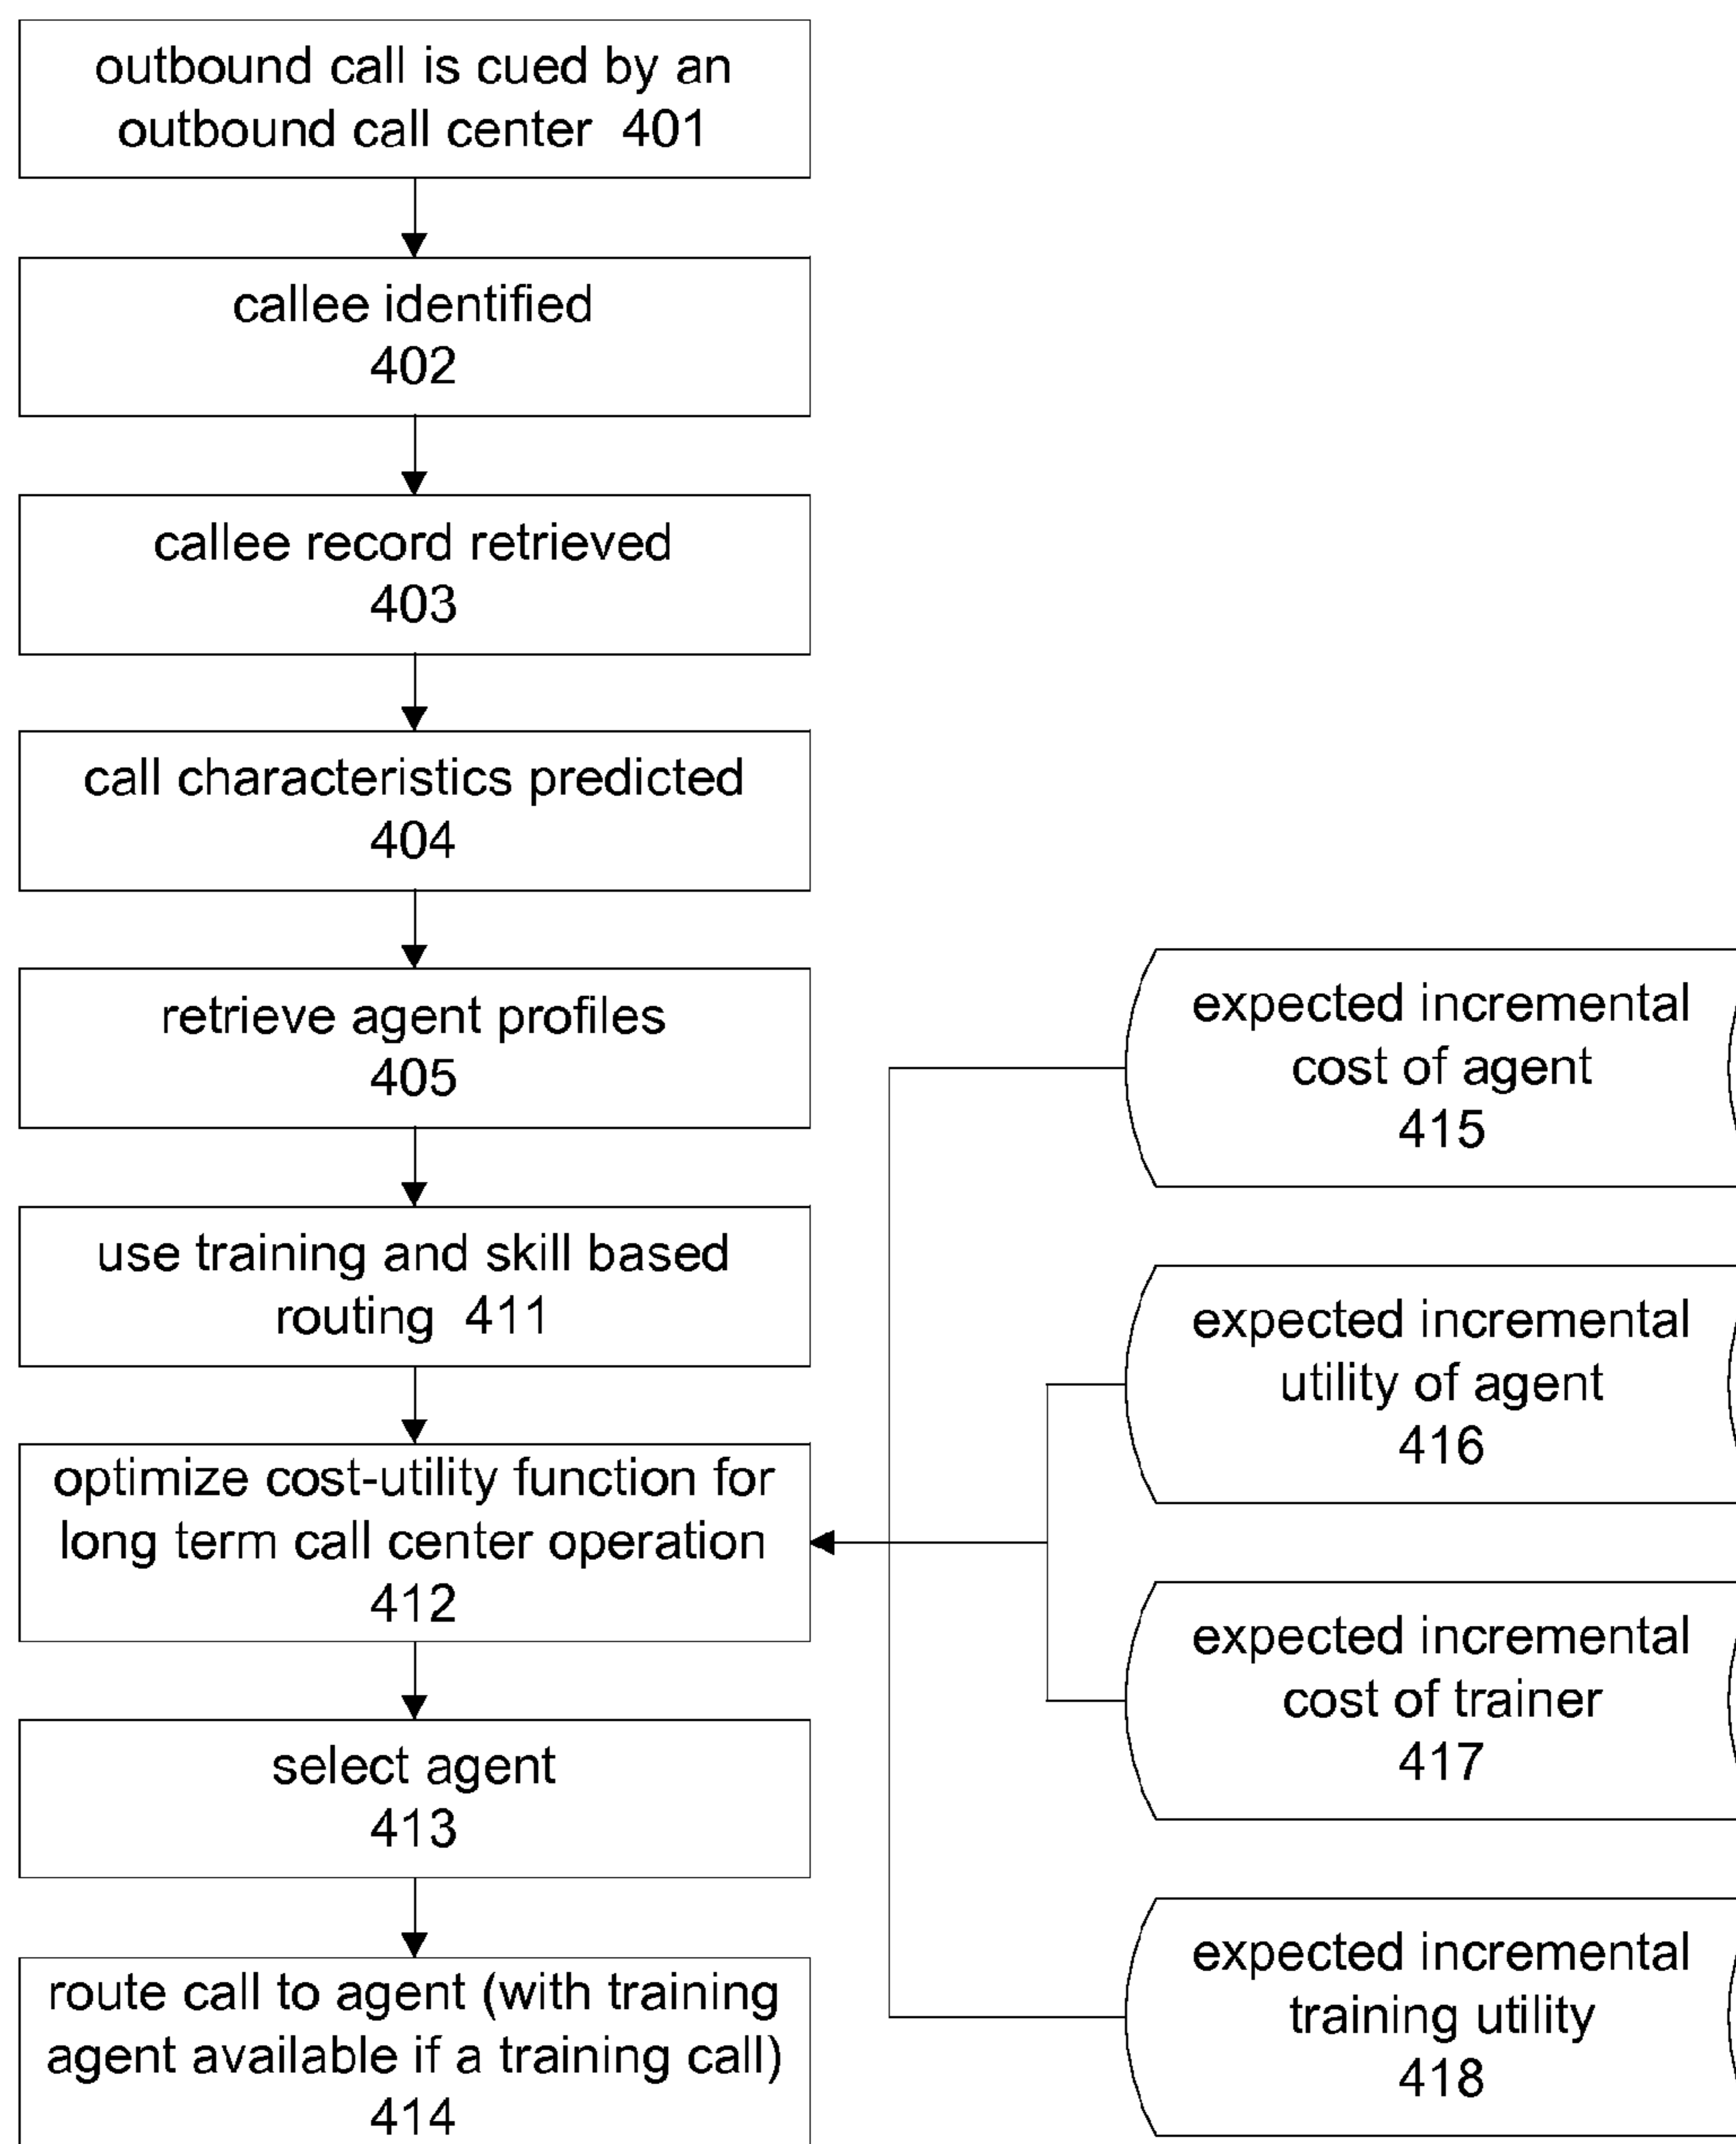 outbound call is cued by an
outbound call center 401
callee identified
402
callee record retrieved
403
call characteristics predicted
404
retrieve agent profiles
405
use training and skill based
routing 411
optimize cost-utility function for
long term call center operation
412
select agent
413
route call to agent (with training
agent available if a training call)
414
expected incremental
cost of agent
415
expected incremental
utility of agent
416
expected incremental
cost of trainer
417
expected incremental
training utility
418